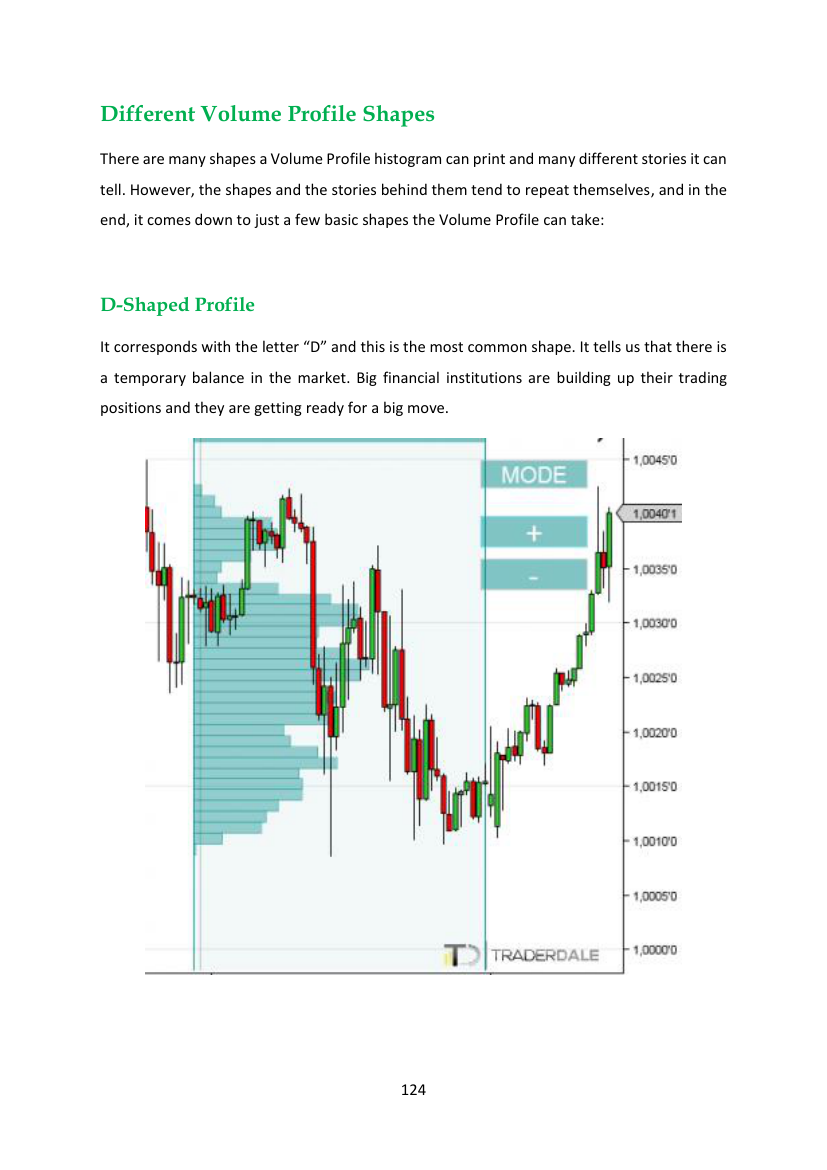 Different Volume Profile Shapes
There are many shapes a Volume Profile histogram can print and many different stories it can
tell. However, the shapes and the stories behind them tend to repeat themselves, and in the
end, it comes down to just a few basic shapes the Volume Profile can take:
D-Shaped Profile
It corresponds with the letter “D” and this is the most common shape. It tells us that there is
a temporary balance in the market. Big financial institutions are building up their trading
positions and they are getting ready for a big move.
1,0045'0
MODE
1,0040'1
+
1,0035'0
-
1,0030'0
1,0025'0
1,0020'0
1,0015'0
1,0010'0
1,0005'0
TD TRADERDALE
1,0000'0
124